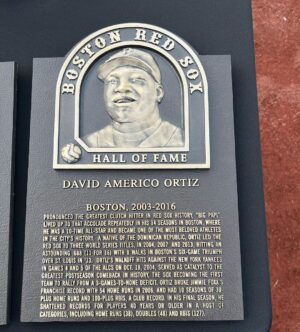 BOSTON RED SOX
HALL OF FAME
DAVID AMERICO ORTIZ
BOSTON, 2003-2016
PRONOUNCED THE GREATEST CLUTCH HITTER IN RED SOX HISTORY, "BIG PAPI"
LIVED UP TO THAT ACCOLADE REPEATEDLY IN HIS 14 SEASONS IN BOSTON, WHERE
HE WAS A 10-TIME ALL-STAR AND BECAME ONE OF THE MOST BELOVED ATHLETES
IN THE CITY'S HISTORY. A NATIVE OF THE DOMINICAN REPUBLIC, ORTIZ LED THE
RED SOX TO THREE WORLD SERIES TITLES, IN 2004, 2007 AND 2013, HITTING AN
ASTOUNDING .688 (11 FOR 16) WITH 8 WALKS IN BOSTON'S SIX-GAME TRIUMPH
OVER ST. LOUIS IN '13. ORTIZ'S WALKOFF HITS AGAINST THE NEW YORK YANKEES
IN GAMES 4 AND 5 OF THE ALCS ON OCT. 18, 2004, SERVED AS CATALYST TO THE
GREATEST POSTSEASON COMEBACK IN HISTORY, THE SOX BECOMING THE FIRST
TEAM TO RALLY FROM A 3-GAMES-TO-NONE DEFICIT. ORTIZ BROKE JIMMIE FOXX'S
FRANCHISE RECORD WITH 54 HOME RUNS IN 2006, AND HAD 10 SEASONS OF 30-
PLUS HOME RUNS AND 100-PLUS RBIS, A CLUB RECORD. IN HIS FINAL SEASON, HE
SHATTERED RECORDS FOR PLAYERS 40 YEARS OR OLDER IN A HOST OF
CATEGORIES, INCLUDING HOME RUNS (38), DOUBLES (48) AND RBIS (127).